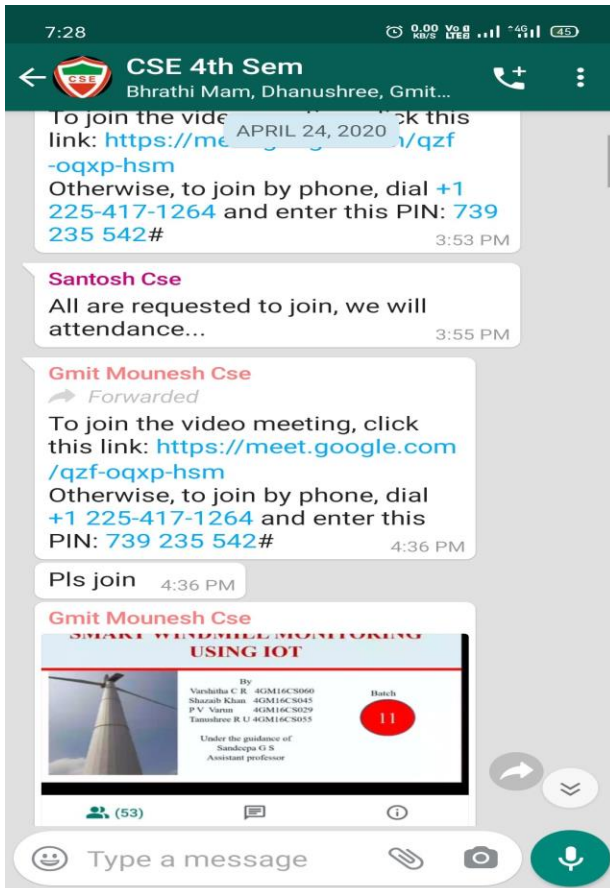 7:28
0.00 KB/S
Vo LTE 2
4G
45
CSE
CSE 4th Sem
Bhrathi Mam, Dhanushree, Gmit...
To join the vide ck this
APRIL 24, 2020
link: https://me /qzf
-oqxp-hsm
Otherwise, to join by phone, dial +1
225-417-1264 and enter this PIN: 739
235 542#
3:53 PM
Santosh Cse
All are requested to join, we will
attendance...
3:55 PM
Gmit Mounesh Cse
Forwarded
To join the video meeting, click
this link: https://meet.google.com
/qzf-oqxp-hsm
Otherwise, to join by phone, dial
+1 225-417-1264 and enter this
PIN: 739 235 542#
4:36 PM
Pls join 4:36 PM
Gmit Mounesh Cse
SMART WINDMILL MONITORING
USING IOT
By
Varshitha C R 4GM16CS060
Shazaib Khan 4GM16CS045
P V Varun 4GM16CS029
Tanushree R U 4GM16CS055
Batch
11
Under the guidance of
Sandeepa G S
Assistant professor
(53)
Type a message